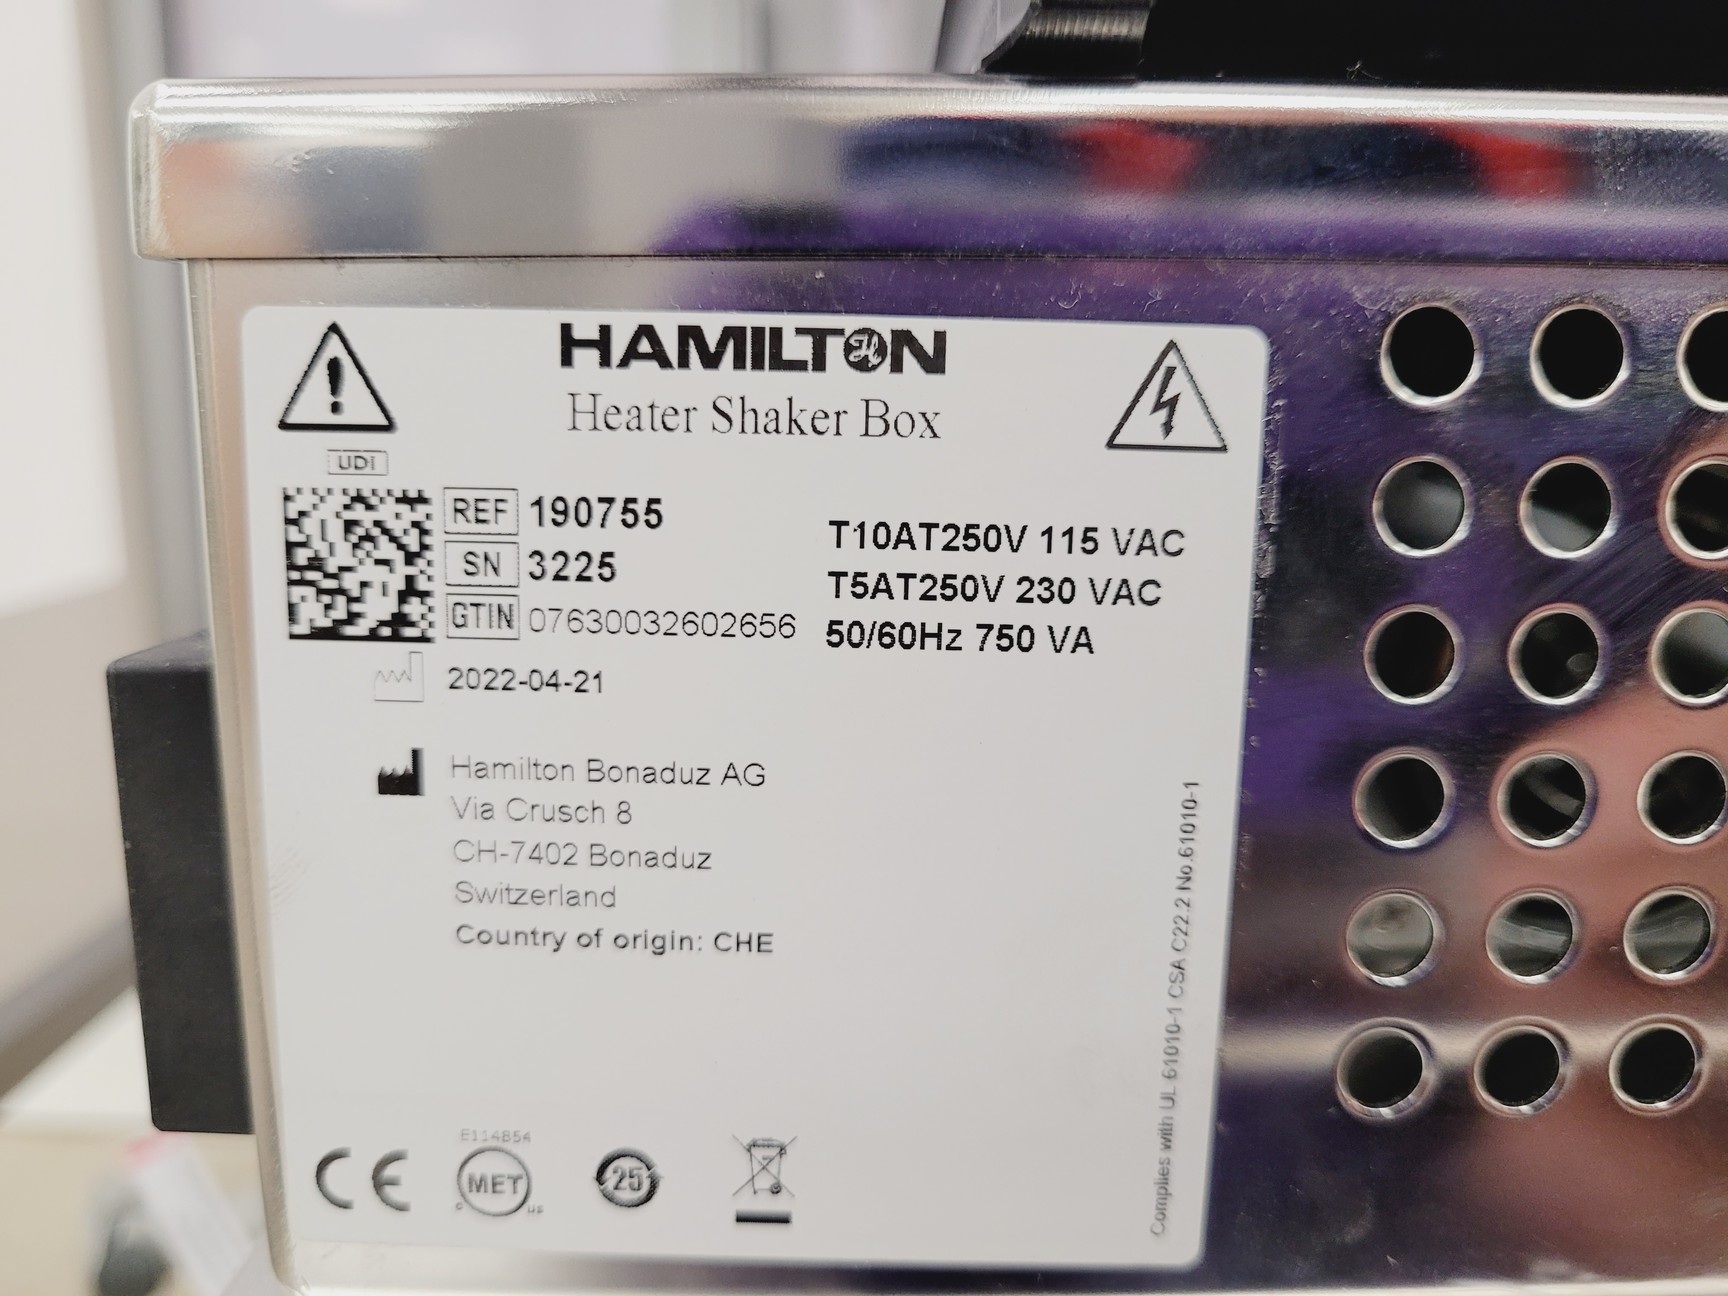 HAMILTON
Heater Shaker Box
UDI
REF 190755
SN 3225
GTIN 07630032602656
2022-04-21
T10AT250V 115 VAC
T5AT250V 230 VAC
50/60Hz 750 VA
Hamilton Bonaduz AG
Via Crusch 8
CH-7402 Bonaduz
Switzerland
Country of origin: CHE
Complies with UL 61010-1 CSA C22.2 No.61010-1
CE
E114854
c MET us
25